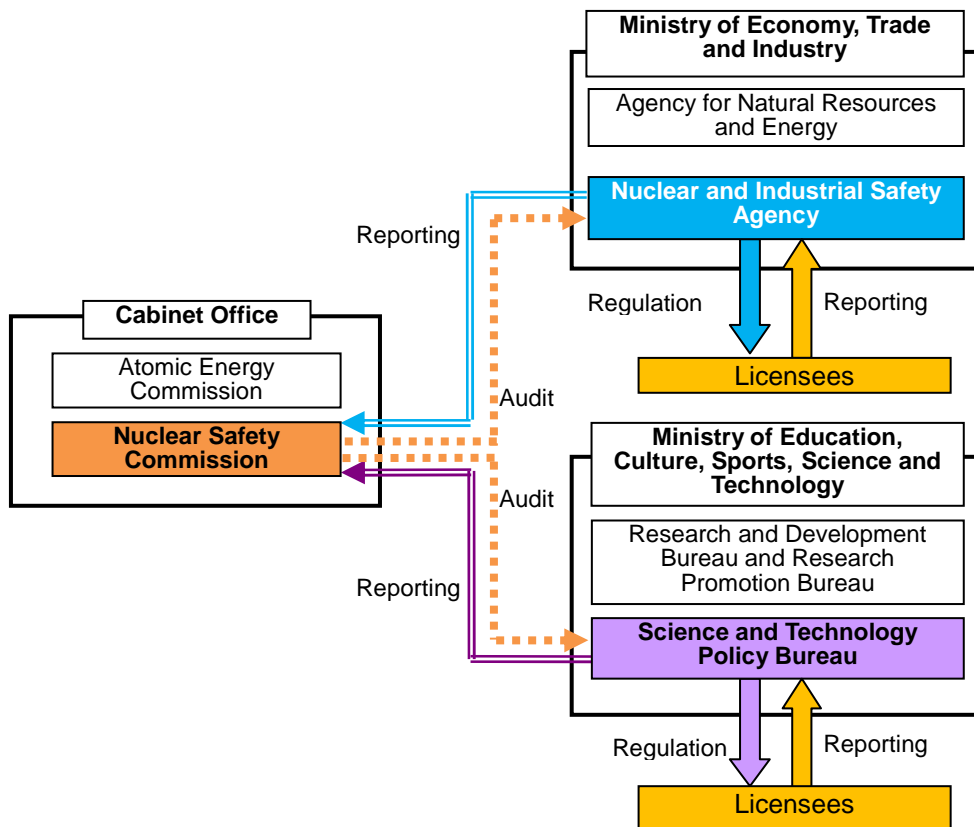 Ministry of Economy, Trade
and Industry
Agency for Natural Resources
and Energy
Nuclear and Industrial Safety
Agency
Reporting
Regulation
Reporting
Licensees
Cabinet Office
Atomic Energy
Commission
Nuclear Safety
Commission
Audit
Audit
Reporting
Ministry of Education,
Culture, Sports, Science and
Technology
Research and Development
Bureau and Research
Promotion Bureau
Science and Technology
Policy Bureau
Regulation
Reporting
Licensees